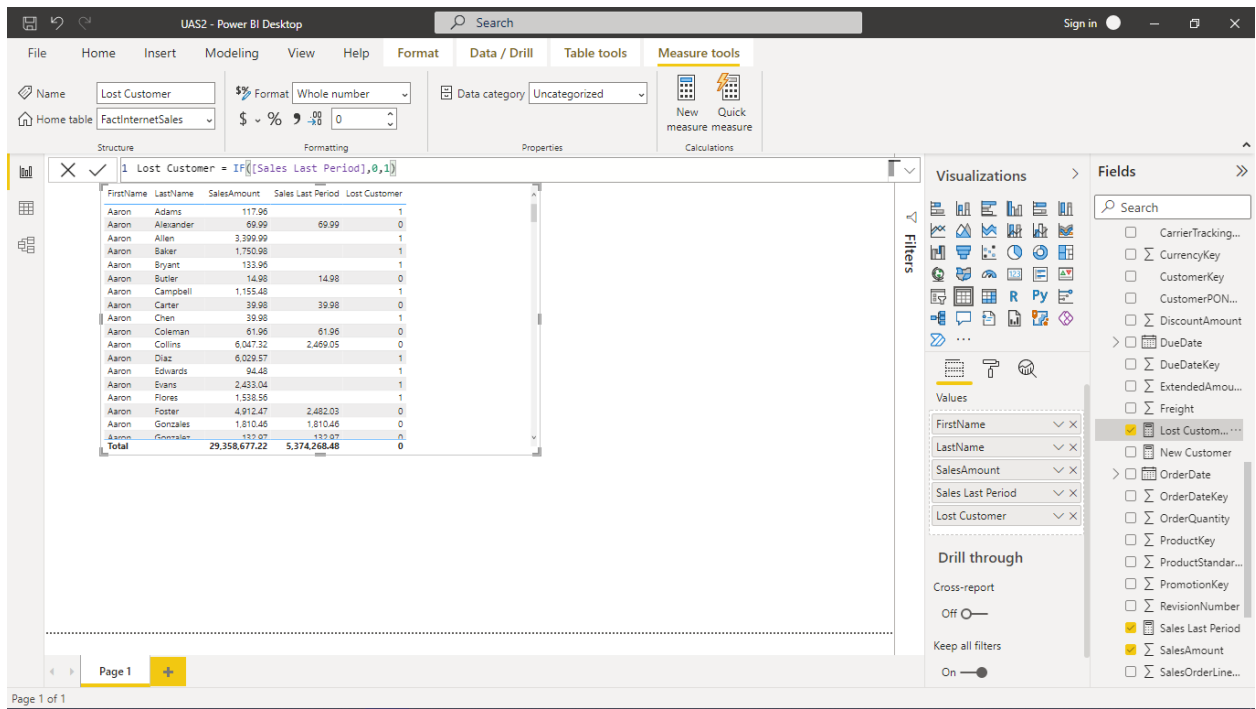 UAS2 - Power BI Desktop
Search
Sign in
File Home Insert Modeling View Help Format Data / Drill Table tools Measure tools
Name Lost Customer
Home table FactInternetSales
Structure
$% Format Whole number
$ % 9 .00 →.0 0
Formatting
Data category Uncategorized
Properties
New measure
Quick measure
Calculations
1 Lost Customer = IF([Sales Last Period],0,1)
FirstName LastName SalesAmount Sales Last Period Lost Customer
Aaron Adams 117.96 1
Aaron Alexander 69.99 69.99 0
Aaron Allen 3,399.99 1
Aaron Baker 1,750.98 1
Aaron Bryant 133.96 1
Aaron Butler 14.98 14.98 0
Aaron Campbell 1,155.48 1
Aaron Carter 39.98 39.98 0
Aaron Chen 39.98 1
Aaron Coleman 61.96 61.96 0
Aaron Collins 6,047.32 2,469.05 0
Aaron Diaz 6,029.57 1
Aaron Edwards 94.48 1
Aaron Evans 2,433.04 1
Aaron Flores 1,538.56 1
Aaron Foster 4,912.47 2,482.03 0
Aaron Gonzales 1,810.46 1,810.46 0
Aaron Gonzalez 132.97 132.97 0
Total 29,358,677.22 5,374,268.48 0
Filters
Visualizations
123
R Py
...
Values
FirstName
LastName
SalesAmount
Sales Last Period
Lost Customer
Drill through
Cross-report
Off
Keep all filters
On
Fields
Search
CarrierTracking...
CurrencyKey
CustomerKey
CustomerPON...
DiscountAmount
DueDate
DueDateKey
ExtendedAmou...
Freight
Lost Custom... ...
New Customer
OrderDate
OrderDateKey
OrderQuantity
ProductKey
ProductStandar...
PromotionKey
RevisionNumber
Sales Last Period
SalesAmount
SalesOrderLine...
Page 1
+
Page 1 of 1